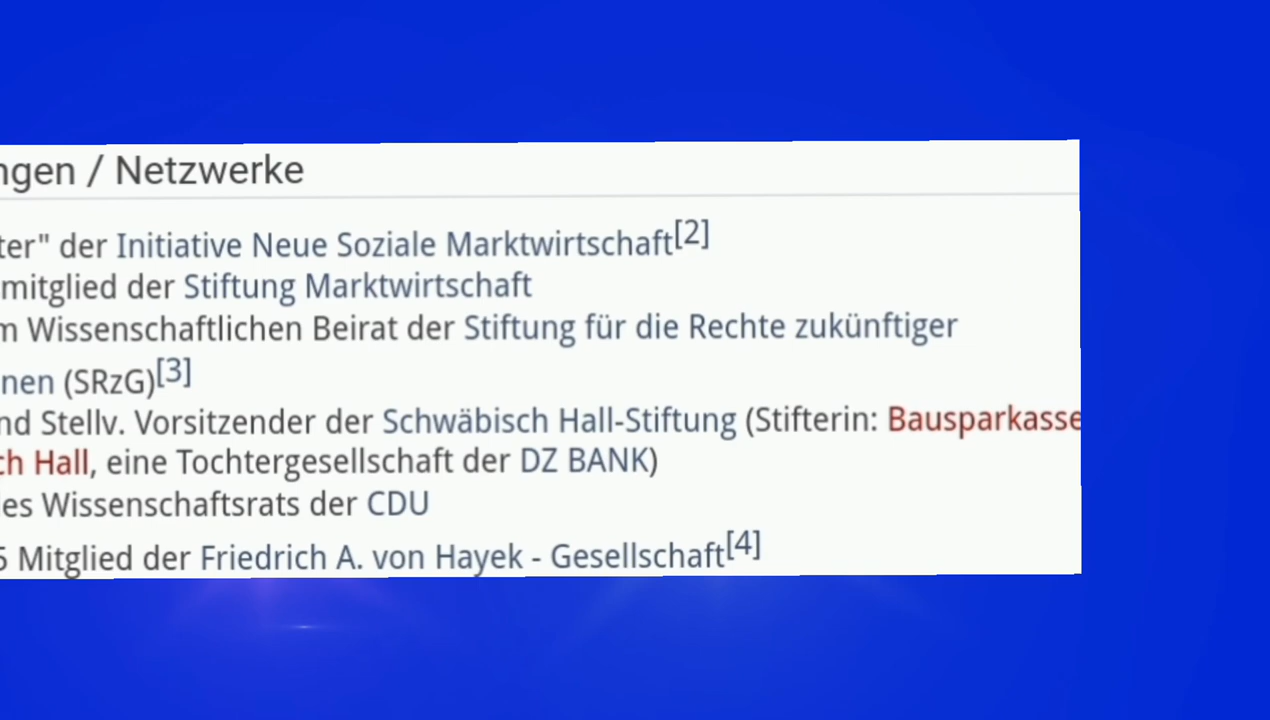 ngen / Netzwerke
ter" der Initiative Neue Soziale Marktwirtschaft[2]
mitglied der Stiftung Marktwirtschaft
m Wissenschaftlichen Beirat der Stiftung für die Rechte zukünftiger
nen (SRzG)[3]
nd Stellv. Vorsitzender der Schwäbisch Hall-Stiftung (Stifterin: Bausparkasse
ch Hall, eine Tochtergesellschaft der DZ BANK)
es Wissenschaftsrats der CDU
5 Mitglied der Friedrich A. von Hayek - Gesellschaft[4]